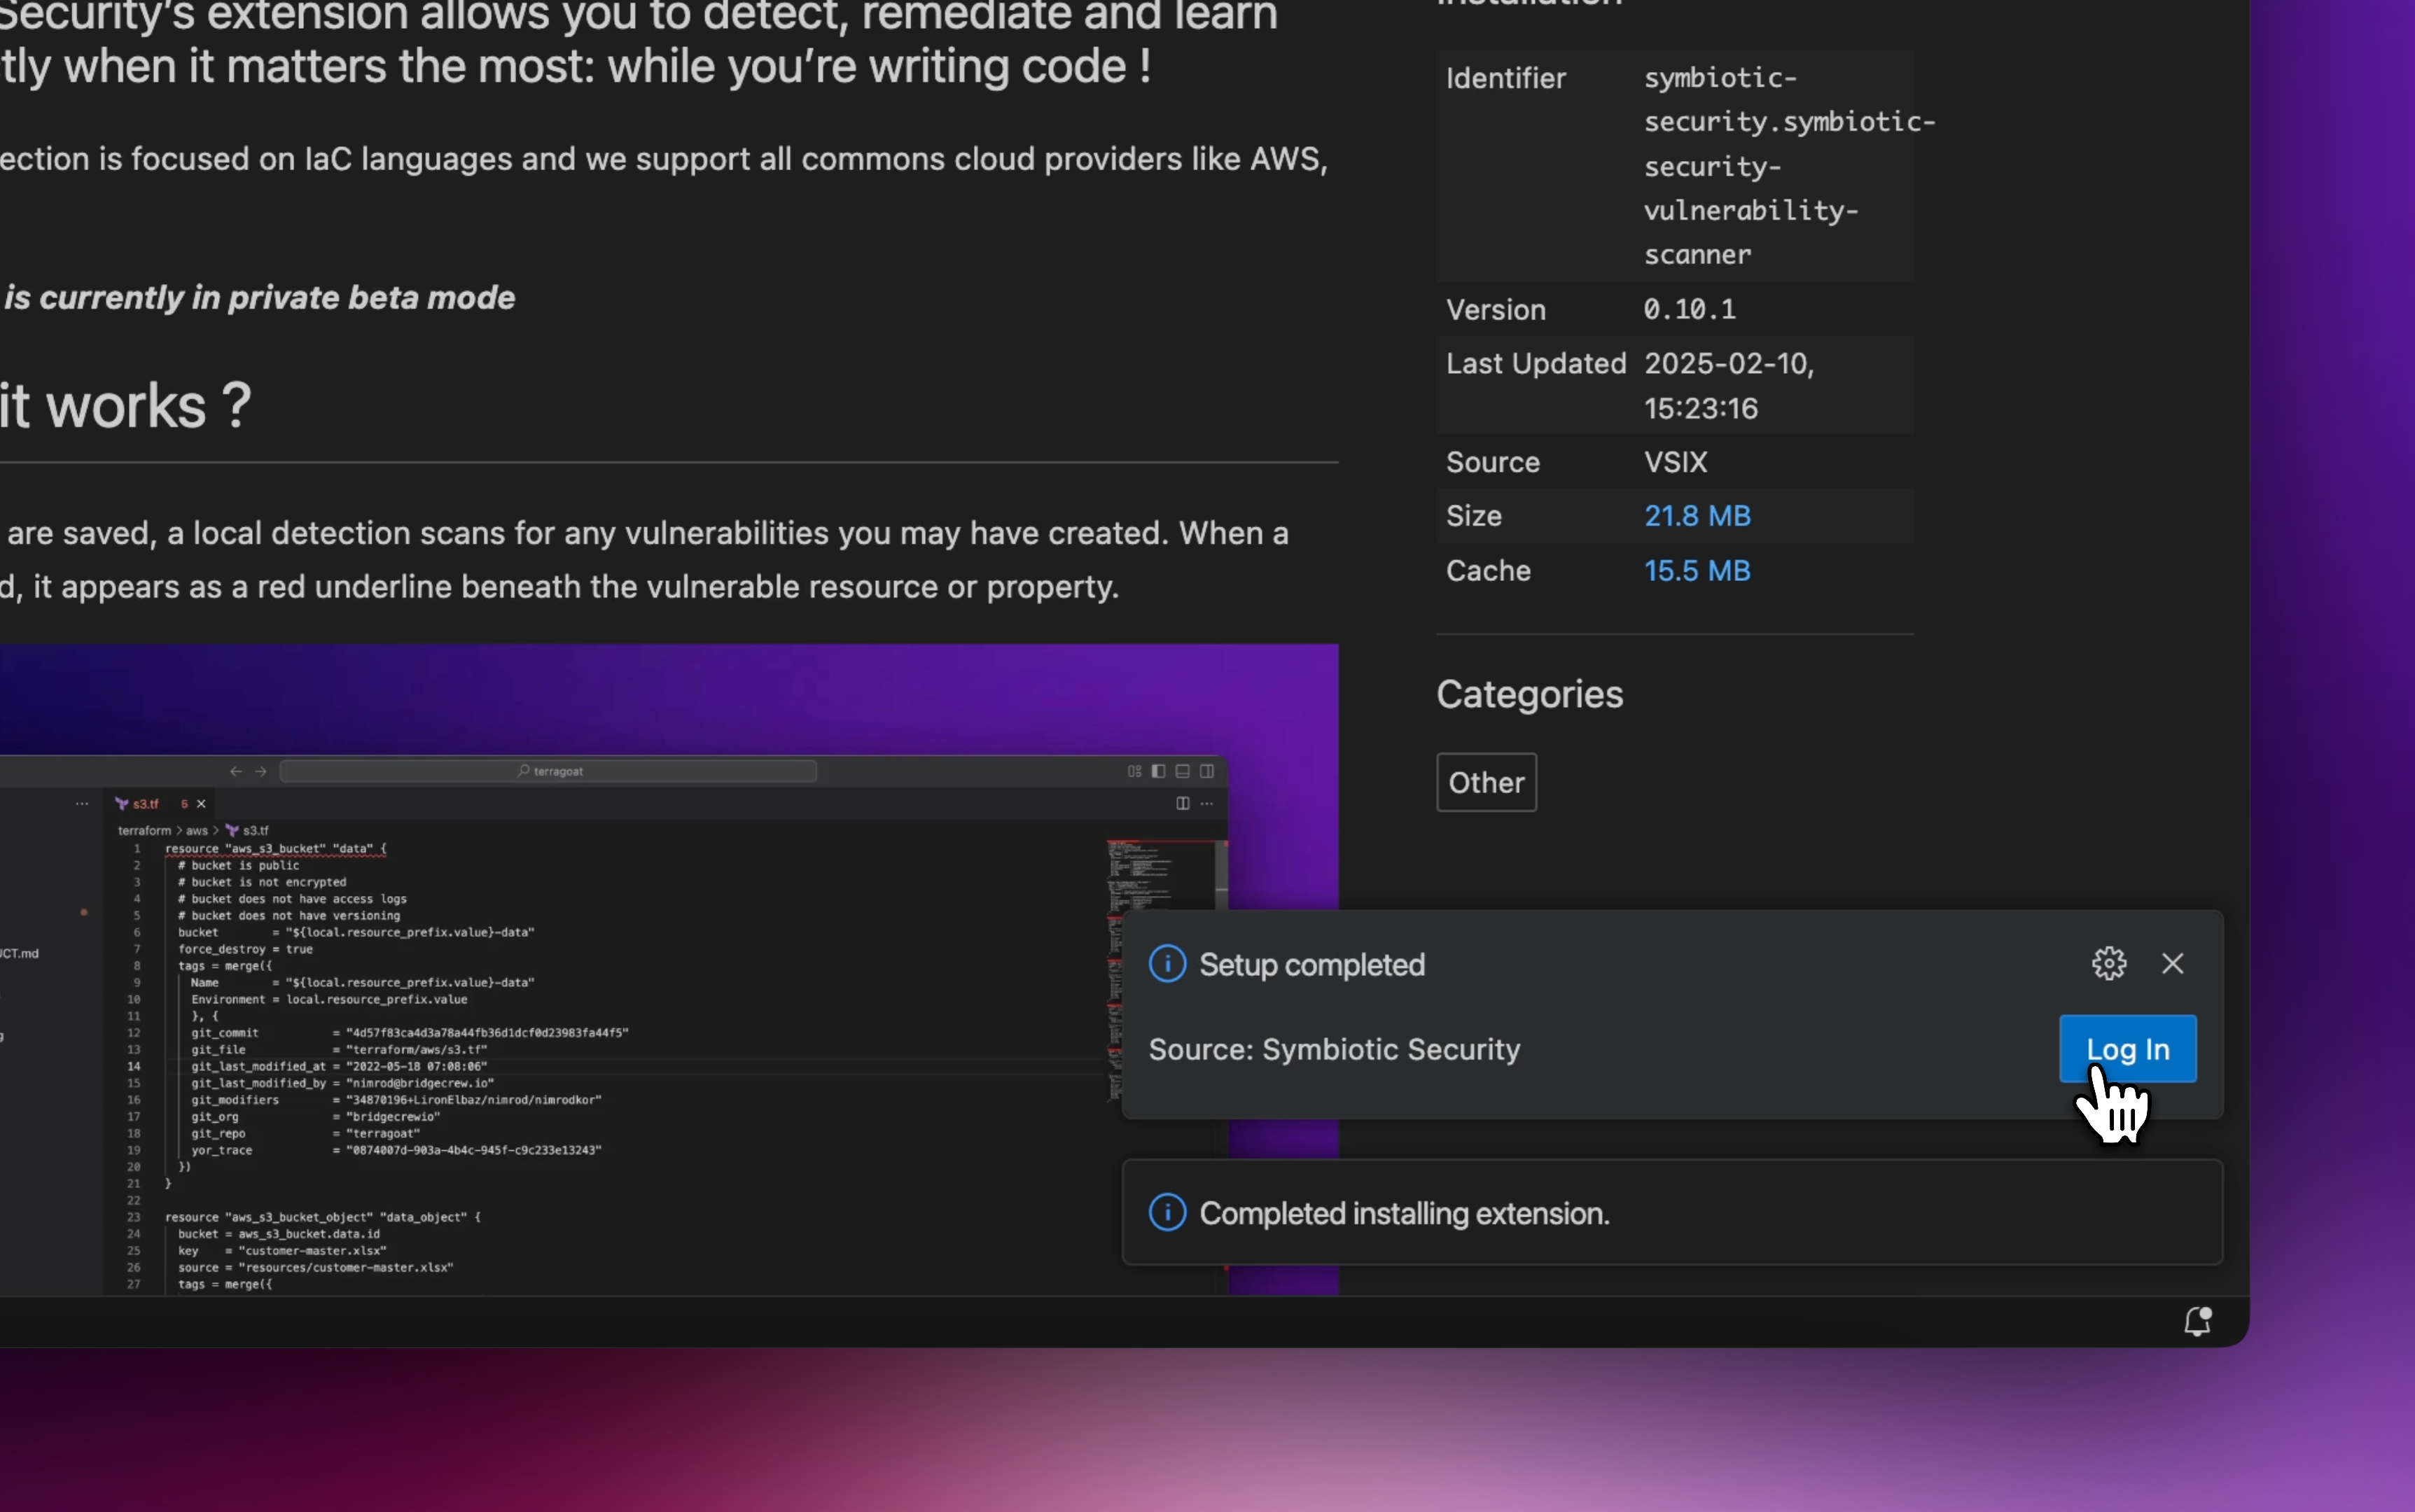 Security's extension allows you to detect, remediate and learn
tly when it matters the most: while you're writing code !
ection is focused on IaC languages and we support all commons cloud providers like AWS,
is currently in private beta mode
it works ?
are saved, a local detection scans for any vulnerabilities you may have created. When a
d, it appears as a red underline beneath the vulnerable resource or property.
Installation
Identifier
symbiotic-
security.symbiotic-
security-
vulnerability-
scanner
Version 0.10.1
Last Updated 2025-02-10,
15:23:16
Source VSIX
Size 21.8 MB
Cache 15.5 MB
Categories
Other
terragoat
s3.tf 5
terraform > aws > s3.tf
UCT.md
1 resource "aws_s3_bucket" "data" {
2 # bucket is public
3 # bucket is not encrypted
4 # bucket does not have access logs
5 # bucket does not have versioning
6 bucket = "${local.resource_prefix.value}-data"
7 force_destroy = true
8 tags = merge({
9 Name = "${local.resource_prefix.value}-data"
10 Environment = local.resource_prefix.value
11 }, {
12 git_commit = "4d57f83ca4d3a78a44fb36d1dcf0d23983fa44f5"
13 git_file = "terraform/aws/s3.tf"
14 git_last_modified_at = "2022-05-18 07:08:06"
15 git_last_modified_by = "nimrod@bridgecrew.io"
16 git_modifiers = "34870196+LironElbaz/nimrod/nimrodkor"
17 git_org = "bridgecrewio"
18 git_repo = "terragoat"
19 yor_trace = "0874007d-903a-4b4c-945f-c9c233e13243"
20 })
21 }
22
23 resource "aws_s3_bucket_object" "data_object" {
24 bucket = aws_s3_bucket.data.id
25 key = "customer-master.xlsx"
26 source = "resources/customer-master.xlsx"
27 tags = merge({
Setup completed
Source: Symbiotic Security
Log In
Completed installing extension.